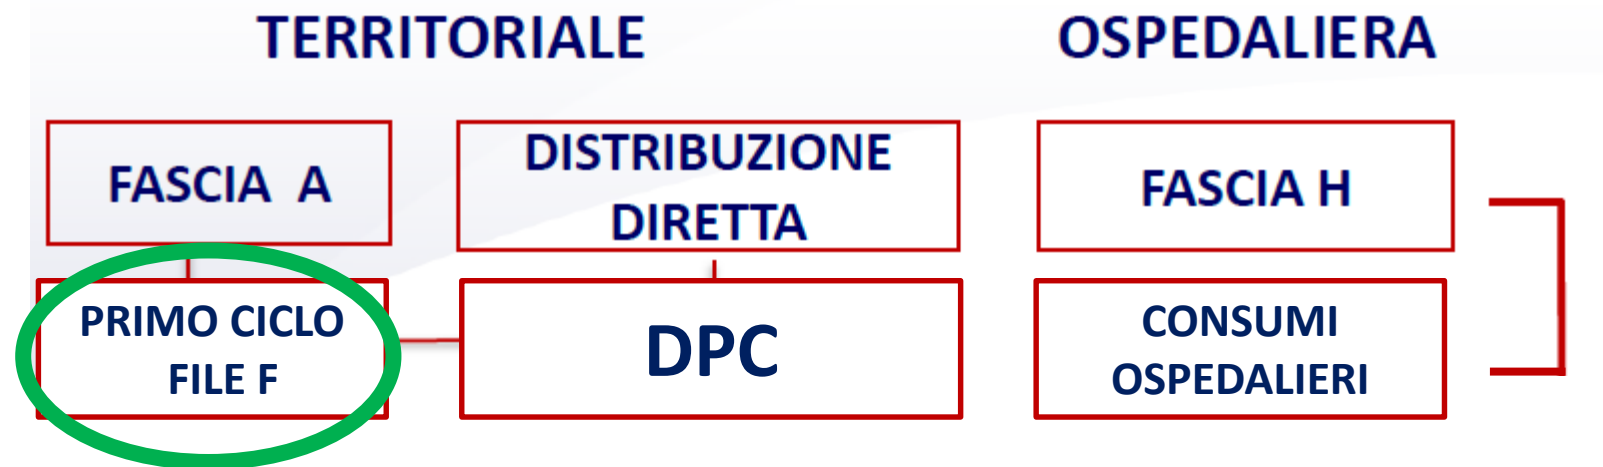 TERRITORIALE
OSPEDALIERA
FASCIA A
DISTRIBUZIONE
DIRETTA
FASCIA H
PRIMO CICLO
FILE F
DPC
CONSUMI
OSPEDALIERI